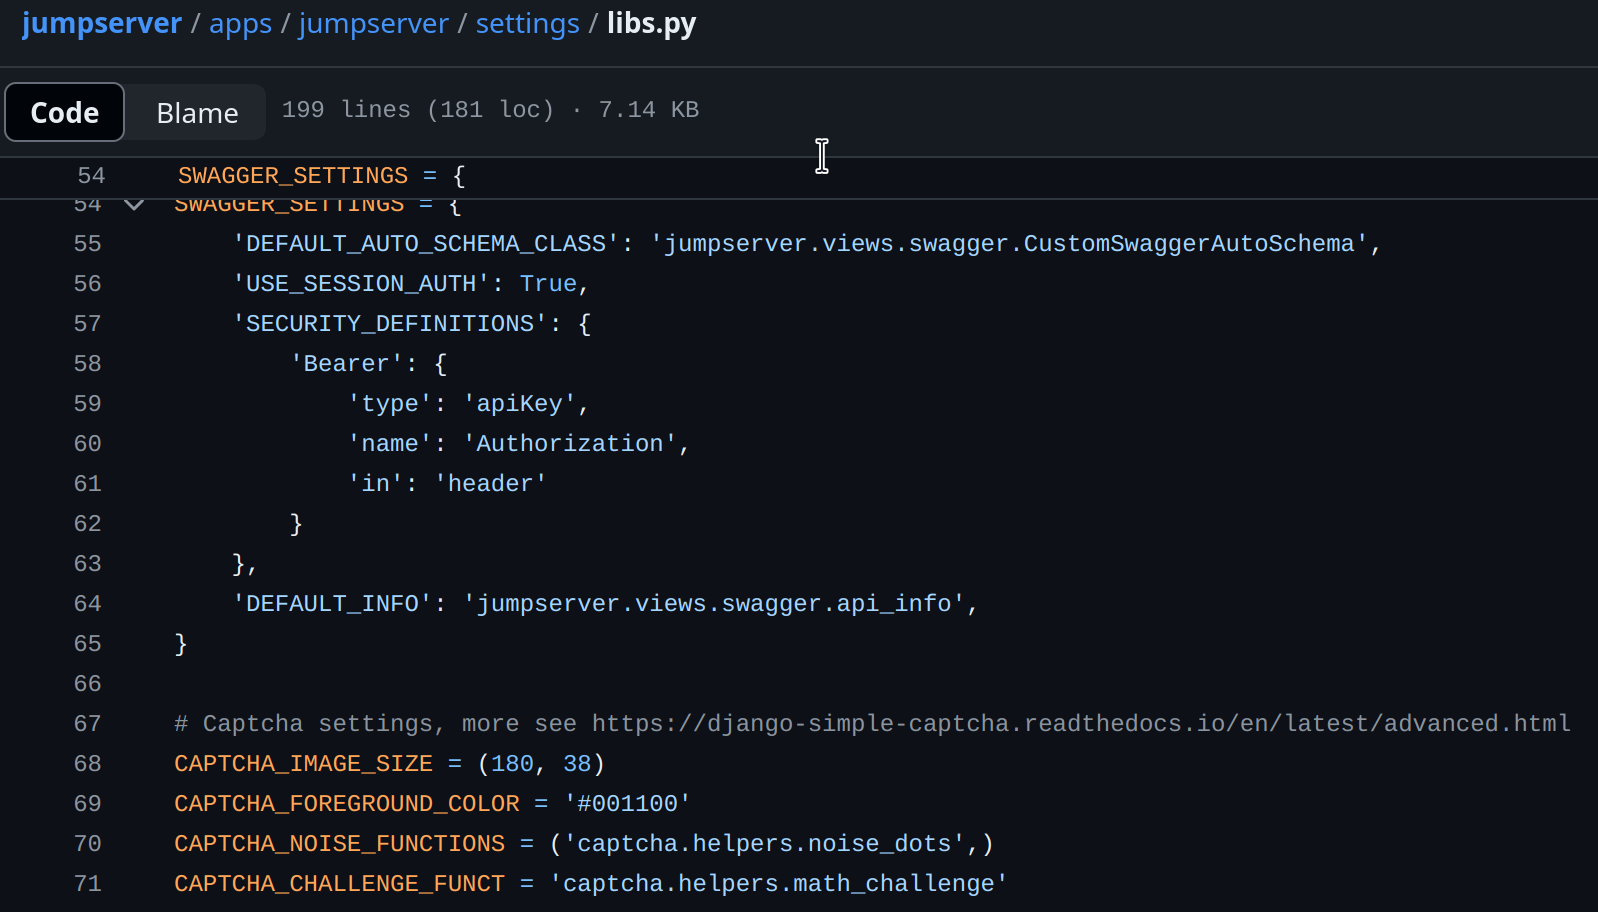 jumpserver / apps / jumpserver / settings / libs.py
Code Blame 199 lines (181 loc) · 7.14 KB
54 SWAGGER_SETTINGS = {
54 SWAGGER_SETTINGS = {
55 'DEFAULT_AUTO_SCHEMA_CLASS': 'jumpserver.views.swagger.CustomSwaggerAutoSchema',
56 'USE_SESSION_AUTH': True,
57 'SECURITY_DEFINITIONS': {
58 'Bearer': {
59 'type': 'apiKey',
60 'name': 'Authorization',
61 'in': 'header'
62 }
63 },
64 'DEFAULT_INFO': 'jumpserver.views.swagger.api_info',
65 }
66
67 # Captcha settings, more see https://django-simple-captcha.readthedocs.io/en/latest/advanced.html
68 CAPTCHA_IMAGE_SIZE = (180, 38)
69 CAPTCHA_FOREGROUND_COLOR = '#001100'
70 CAPTCHA_NOISE_FUNCTIONS = ('captcha.helpers.noise_dots',)
71 CAPTCHA_CHALLENGE_FUNCT = 'captcha.helpers.math_challenge'